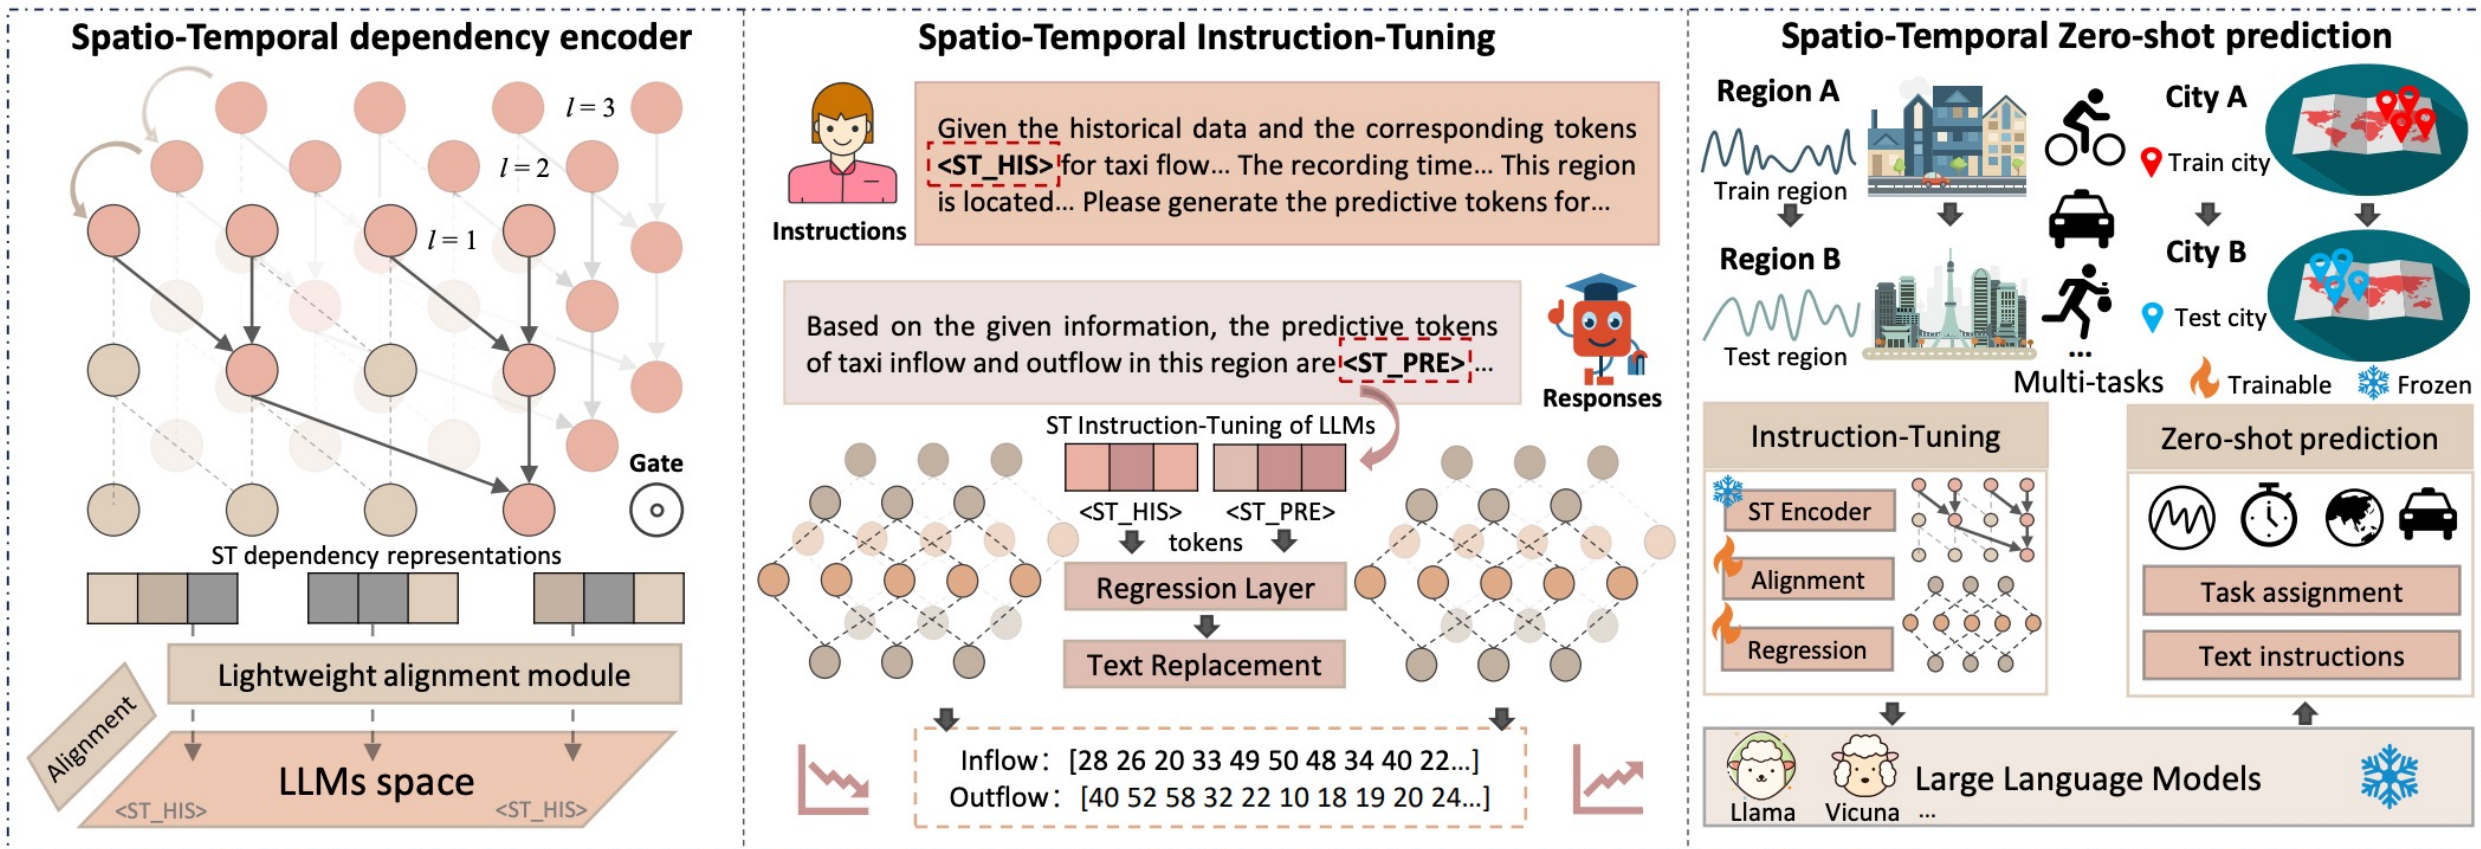 Spatio-Temporal dependency encoder
l = 3
l = 2
l = 1
Gate
ST dependency representations
Lightweight alignment module
Alignment
LLMs space
<ST_HIS>
<ST_HIS>
Spatio-Temporal Instruction-Tuning
Instructions
Given the historical data and the corresponding tokens
<ST_HIS> for taxi flow... The recording time... This region
is located... Please generate the predictive tokens for...
Based on the given information, the predictive tokens
of taxi inflow and outflow in this region are <ST_PRE> ...
Responses
ST Instruction-Tuning of LLMs
<ST_HIS>
<ST_PRE>
tokens
Regression Layer
Text Replacement
Inflow: [28 26 20 33 49 50 48 34 40 22...]
Outflow: [40 52 58 32 22 10 18 19 20 24...]
Spatio-Temporal Zero-shot prediction
Region A
Train region
Region B
Test region
City A
Train city
City B
Test city
...
Multi-tasks
Trainable
Frozen
Instruction-Tuning
ST Encoder
Alignment
Regression
Zero-shot prediction
Task assignment
Text instructions
Large Language Models
Llama
Vicuna
...